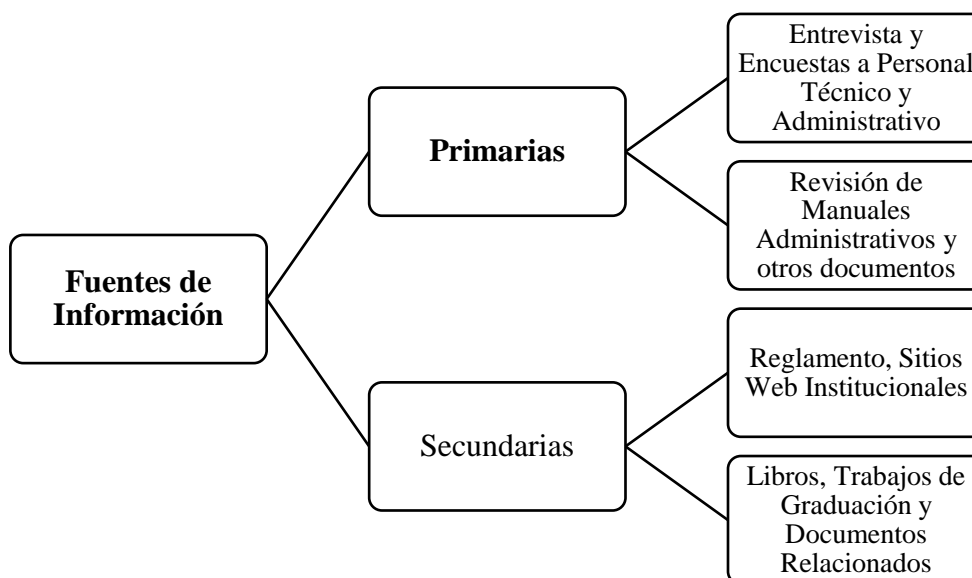 Fuentes de
Información
Primarias
Entrevista y
Encuestas a Personal
Técnico y
Administrativo
Revisión de
Manuales
Administrativos y
otros documentos
Secundarias
Reglamento, Sitios
Web Institucionales
Libros, Trabajos de
Graduación y
Documentos
Relacionados